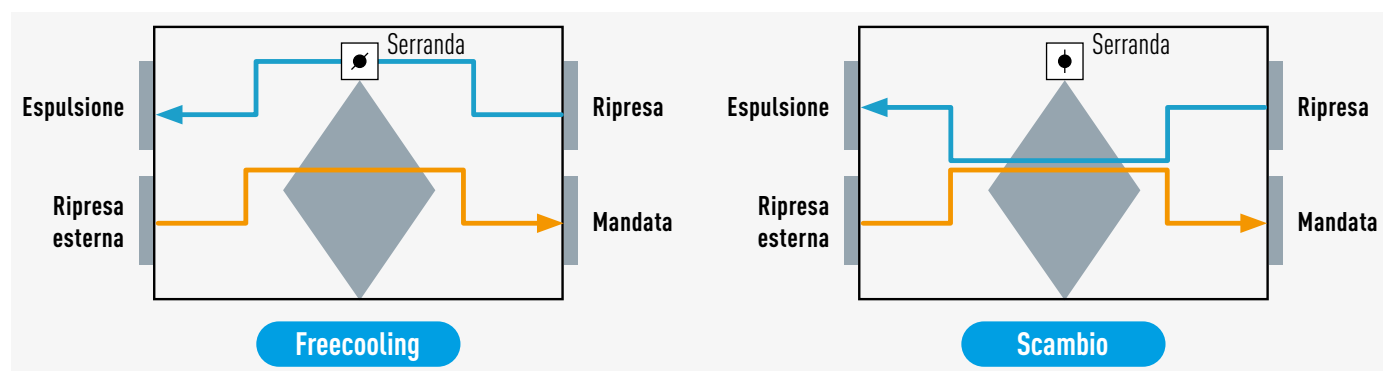 Serranda
Espulsione
Ripresa
Ripresa
esterna
Mandata
Freecooling
Serranda
Espulsione
Ripresa
Ripresa
esterna
Mandata
Scambio